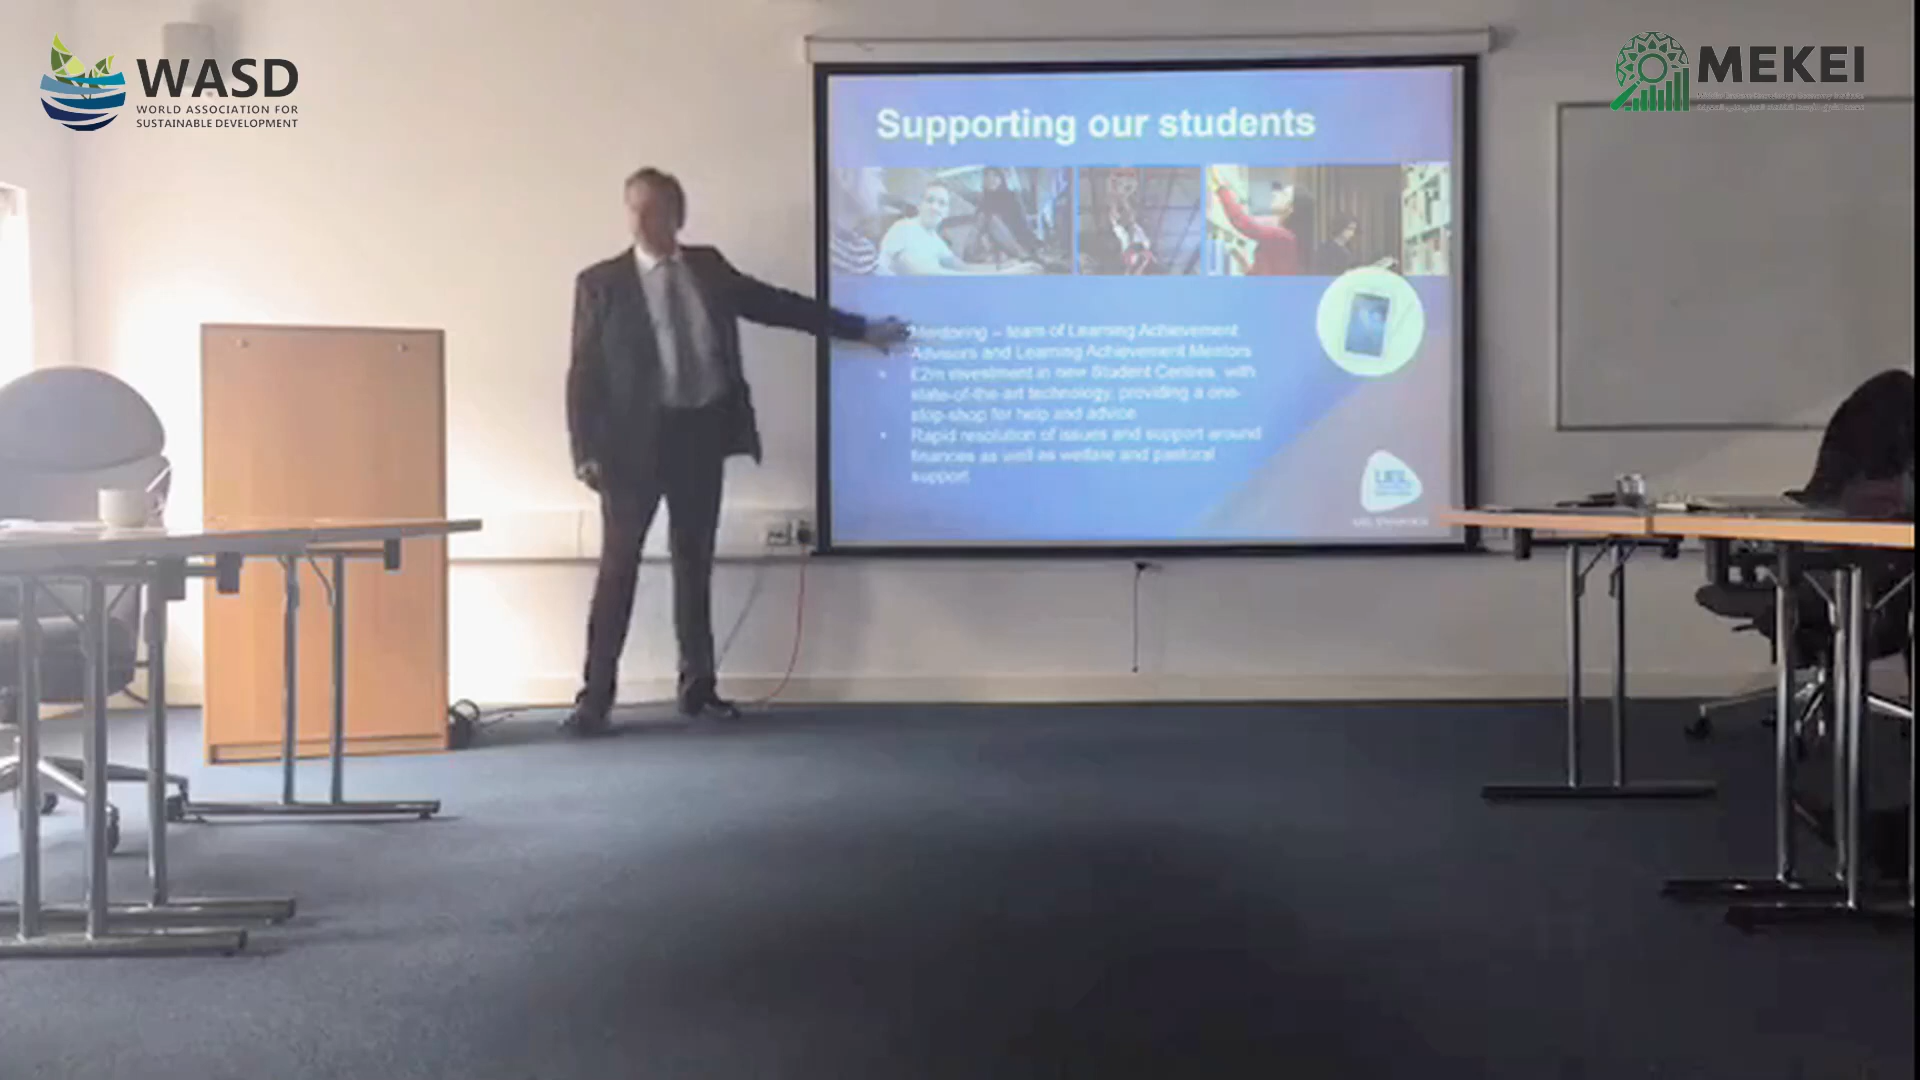 WASD
WORLD ASSOCIATION FOR
SUSTAINABLE DEVELOPMENT
MEKEI
Supporting our students
Mentoring – team of Learning Achievement
Advisors and Learning Achievement Mentors
£2m investment in new Student Centres, with
state-of-the-art technology, providing a one-
stop-shop for help and advice
Rapid resolution of issues and support around
finances as well as welfare and pastoral
support
UEL